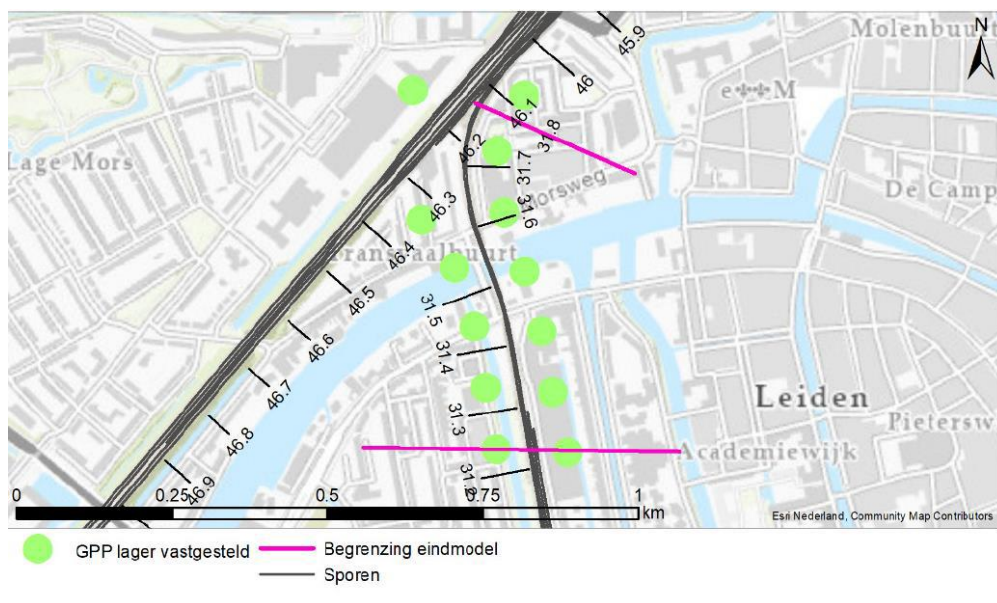 Molenbuurt
N
45.9
46
46.1
31.8
46.2
Lage Mors
31.7
Morsweg
De Camp
46.3
31.6
46.4
Transvaalbuurt
46.5
31.5
46.6
31.4
46.7
Leiden
31.3
46.8
Pietersw
Academiewijk
46.9
31.2
0 0.25 0.5 0.75 1
km
Esri Nederland, Community Map Contributors
GPP lager vastgesteld
Begrenzing eindmodel
Sporen